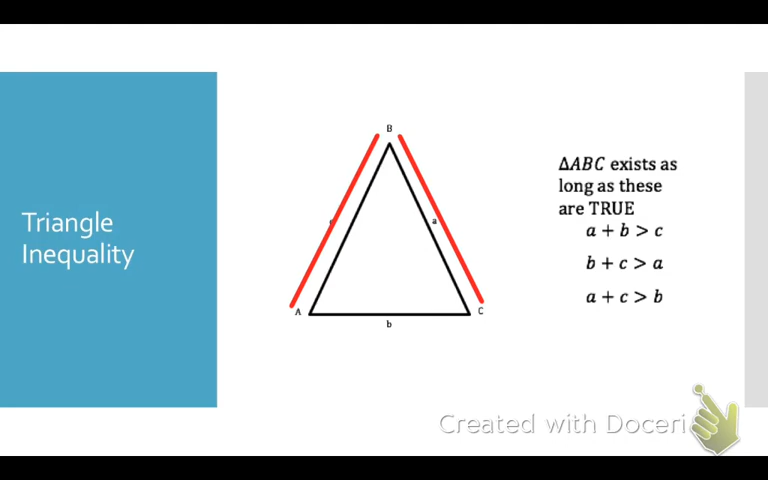 Triangle
Inequality
B
c
a
A
C
b
ΔABC exists as
long as these
are TRUE
a + b > c
b + c > a
a + c > b
Created with Doceri